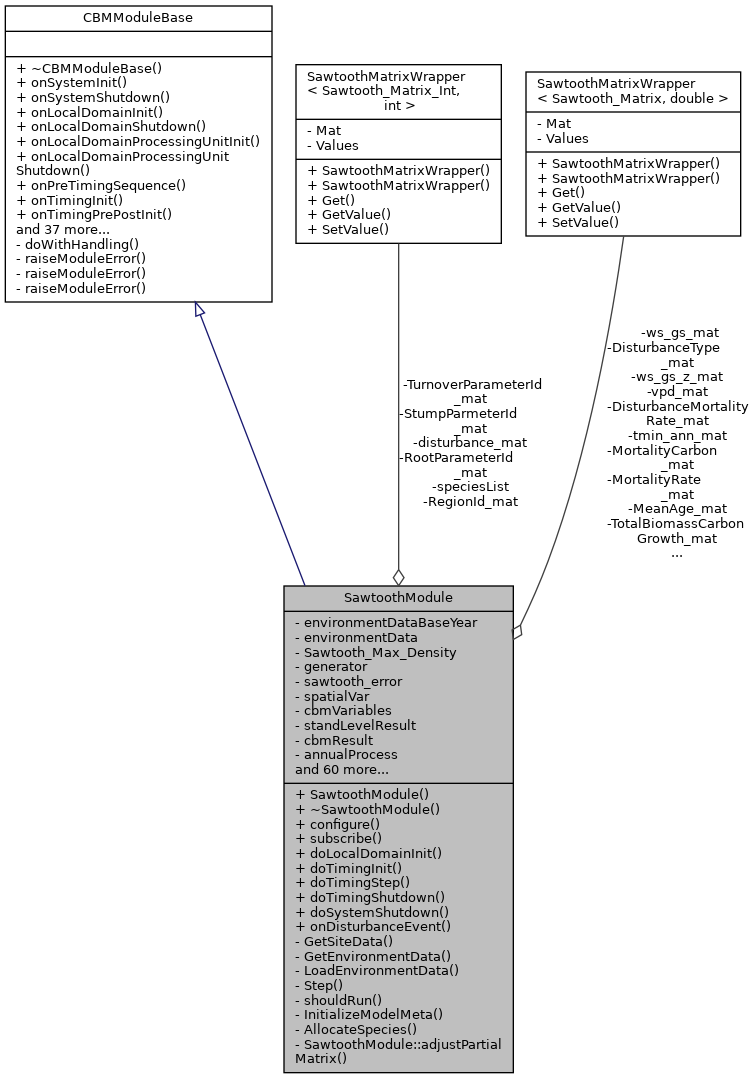 CBMModuleBase
+ ~CBMModuleBase()
+ onSystemInit()
+ onSystemShutdown()
+ onLocalDomainInit()
+ onLocalDomainShutdown()
+ onLocalDomainProcessingUnitInit()
+ onLocalDomainProcessingUnit
Shutdown()
+ onPreTimingSequence()
+ onTimingInit()
+ onTimingPrePostInit()
and 37 more...
- doWithHandling()
- raiseModuleError()
- raiseModuleError()
- raiseModuleError()
SawtoothMatrixWrapper
< Sawtooth_Matrix_Int,
int >
- Mat
- Values
+ SawtoothMatrixWrapper()
+ SawtoothMatrixWrapper()
+ Get()
+ GetValue()
+ SetValue()
SawtoothMatrixWrapper
< Sawtooth_Matrix, double >
- Mat
- Values
+ SawtoothMatrixWrapper()
+ SawtoothMatrixWrapper()
+ Get()
+ GetValue()
+ SetValue()
-TurnoverParameterId
_mat
-StumpParmeterId
_mat
-disturbance_mat
-RootParameterId
_mat
-speciesList
-RegionId_mat
-ws_gs_mat
-DisturbanceType
_mat
-ws_gs_z_mat
-vpd_mat
-DisturbanceMortality
Rate_mat
-tmin_ann_mat
-MortalityCarbon
_mat
-MortalityRate
_mat
-MeanAge_mat
-TotalBiomassCarbon
Growth_mat
...
SawtoothModule
- environmentDataBaseYear
- environmentData
- Sawtooth_Max_Density
- generator
- sawtooth_error
- spatialVar
- cbmVariables
- standLevelResult
- cbmResult
- annualProcess
and 60 more...
+ SawtoothModule()
+ ~SawtoothModule()
+ configure()
+ subscribe()
+ doLocalDomainInit()
+ doTimingInit()
+ doTimingStep()
+ doTimingShutdown()
+ doSystemShutdown()
+ onDisturbanceEvent()
- GetSiteData()
- GetEnvironmentData()
- LoadEnvironmentData()
- Step()
- shouldRun()
- InitializeModelMeta()
- AllocateSpecies()
- SawtoothModule::adjustPartial
Matrix()